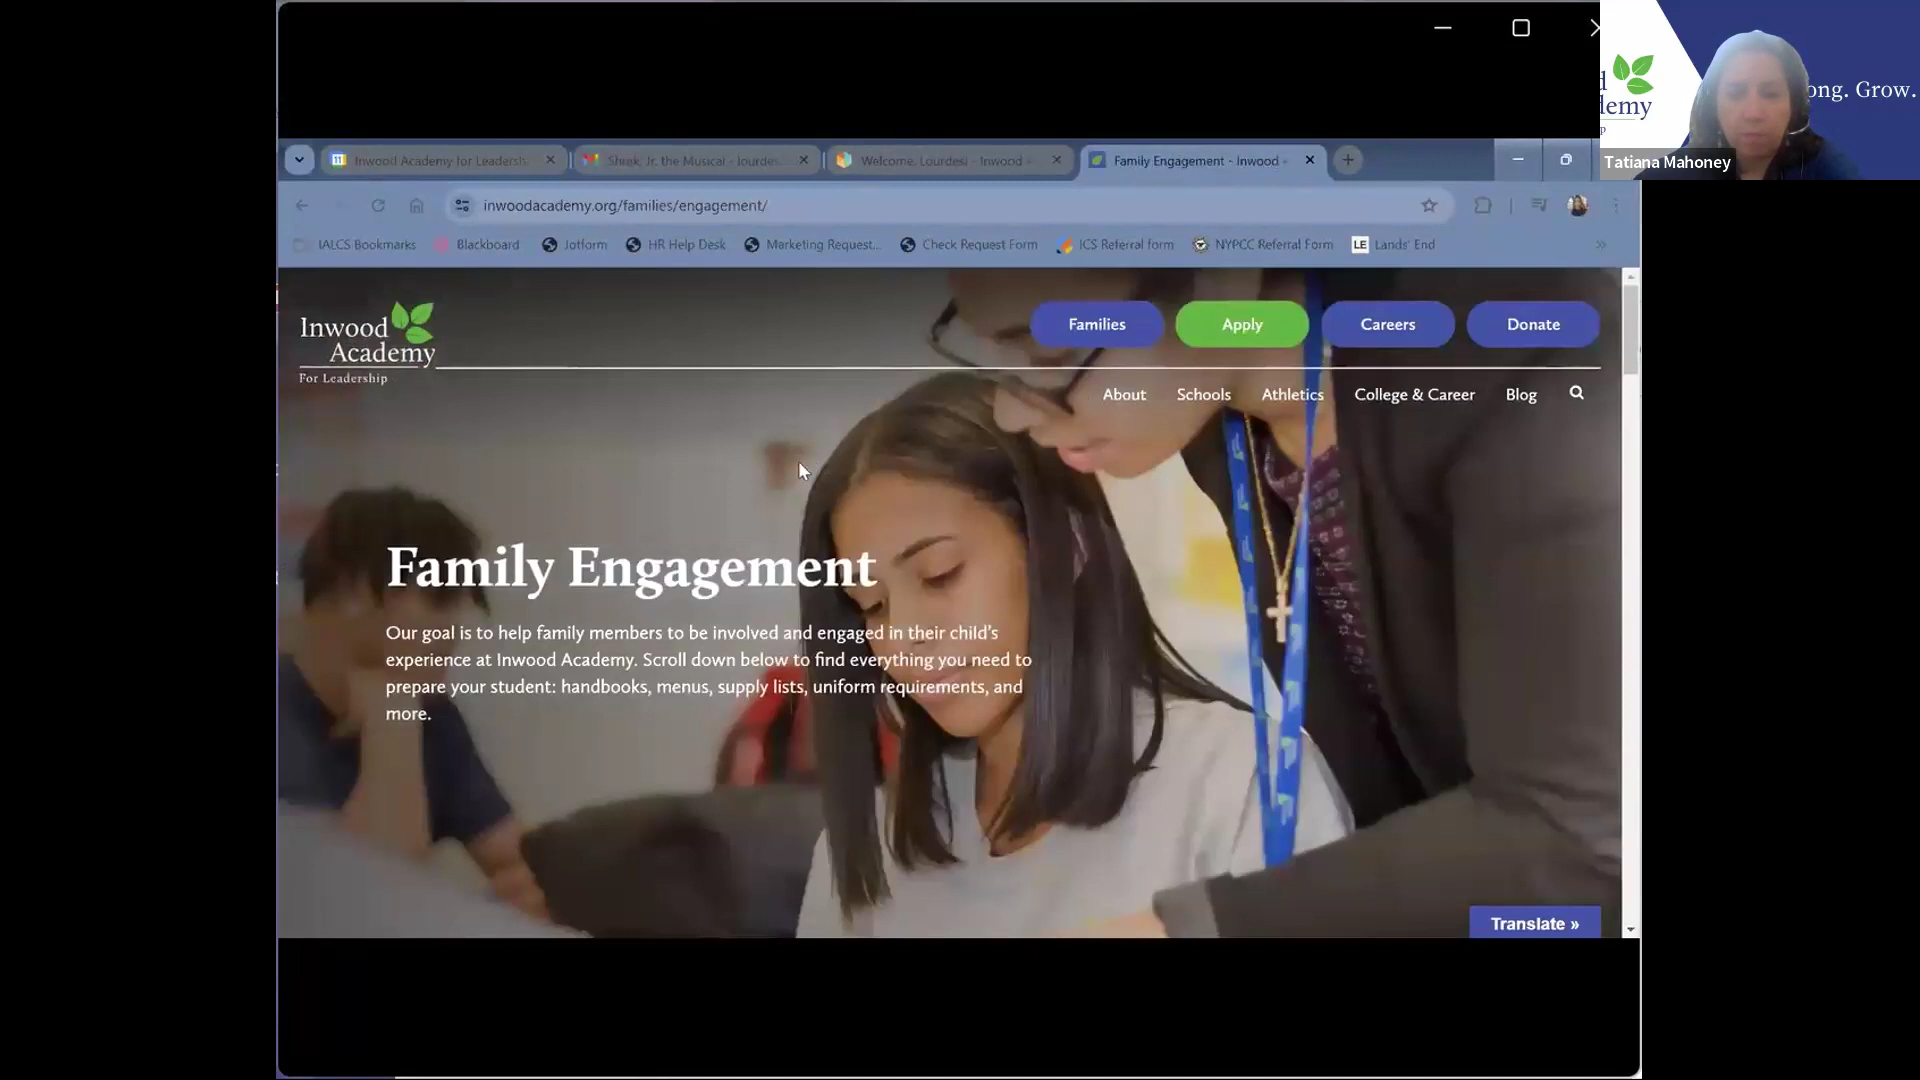 Inwood Academy for Leadersh
Shrek, Jr. the Musical - lourdes
Welcome, Lourdes! - Inwood
Family Engagement - Inwood
inwoodacademy.org/families/engagement/
IALCS Bookmarks
Blackboard
Jotform
HR Help Desk
Marketing Request...
Check Request Form
ICS Referral form
NYPCC Referral Form
LE
Lands' End
demy
ong. Grow.
Tatiana Mahoney
Inwood
Academy
For Leadership
Families
Apply
Careers
Donate
About
Schools
Athletics
College & Career
Blog
Family Engagement
Our goal is to help family members to be involved and engaged in their child's
experience at Inwood Academy. Scroll down below to find everything you need to
prepare your student: handbooks, menus, supply lists, uniform requirements, and
more.
Translate »